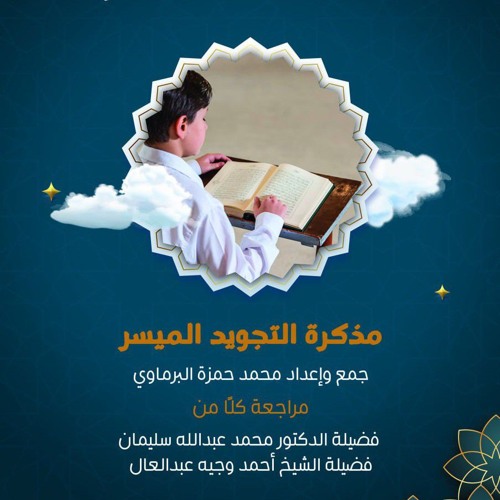 مذكرة التجويد الميسر
جمع وإعداد محمد حمزة البرماوي
مراجعة كلًا من
فضيلة الدكتور محمد عبدالله سليمان
فضيلة الشيخ أحمد وجيه عبدالعال